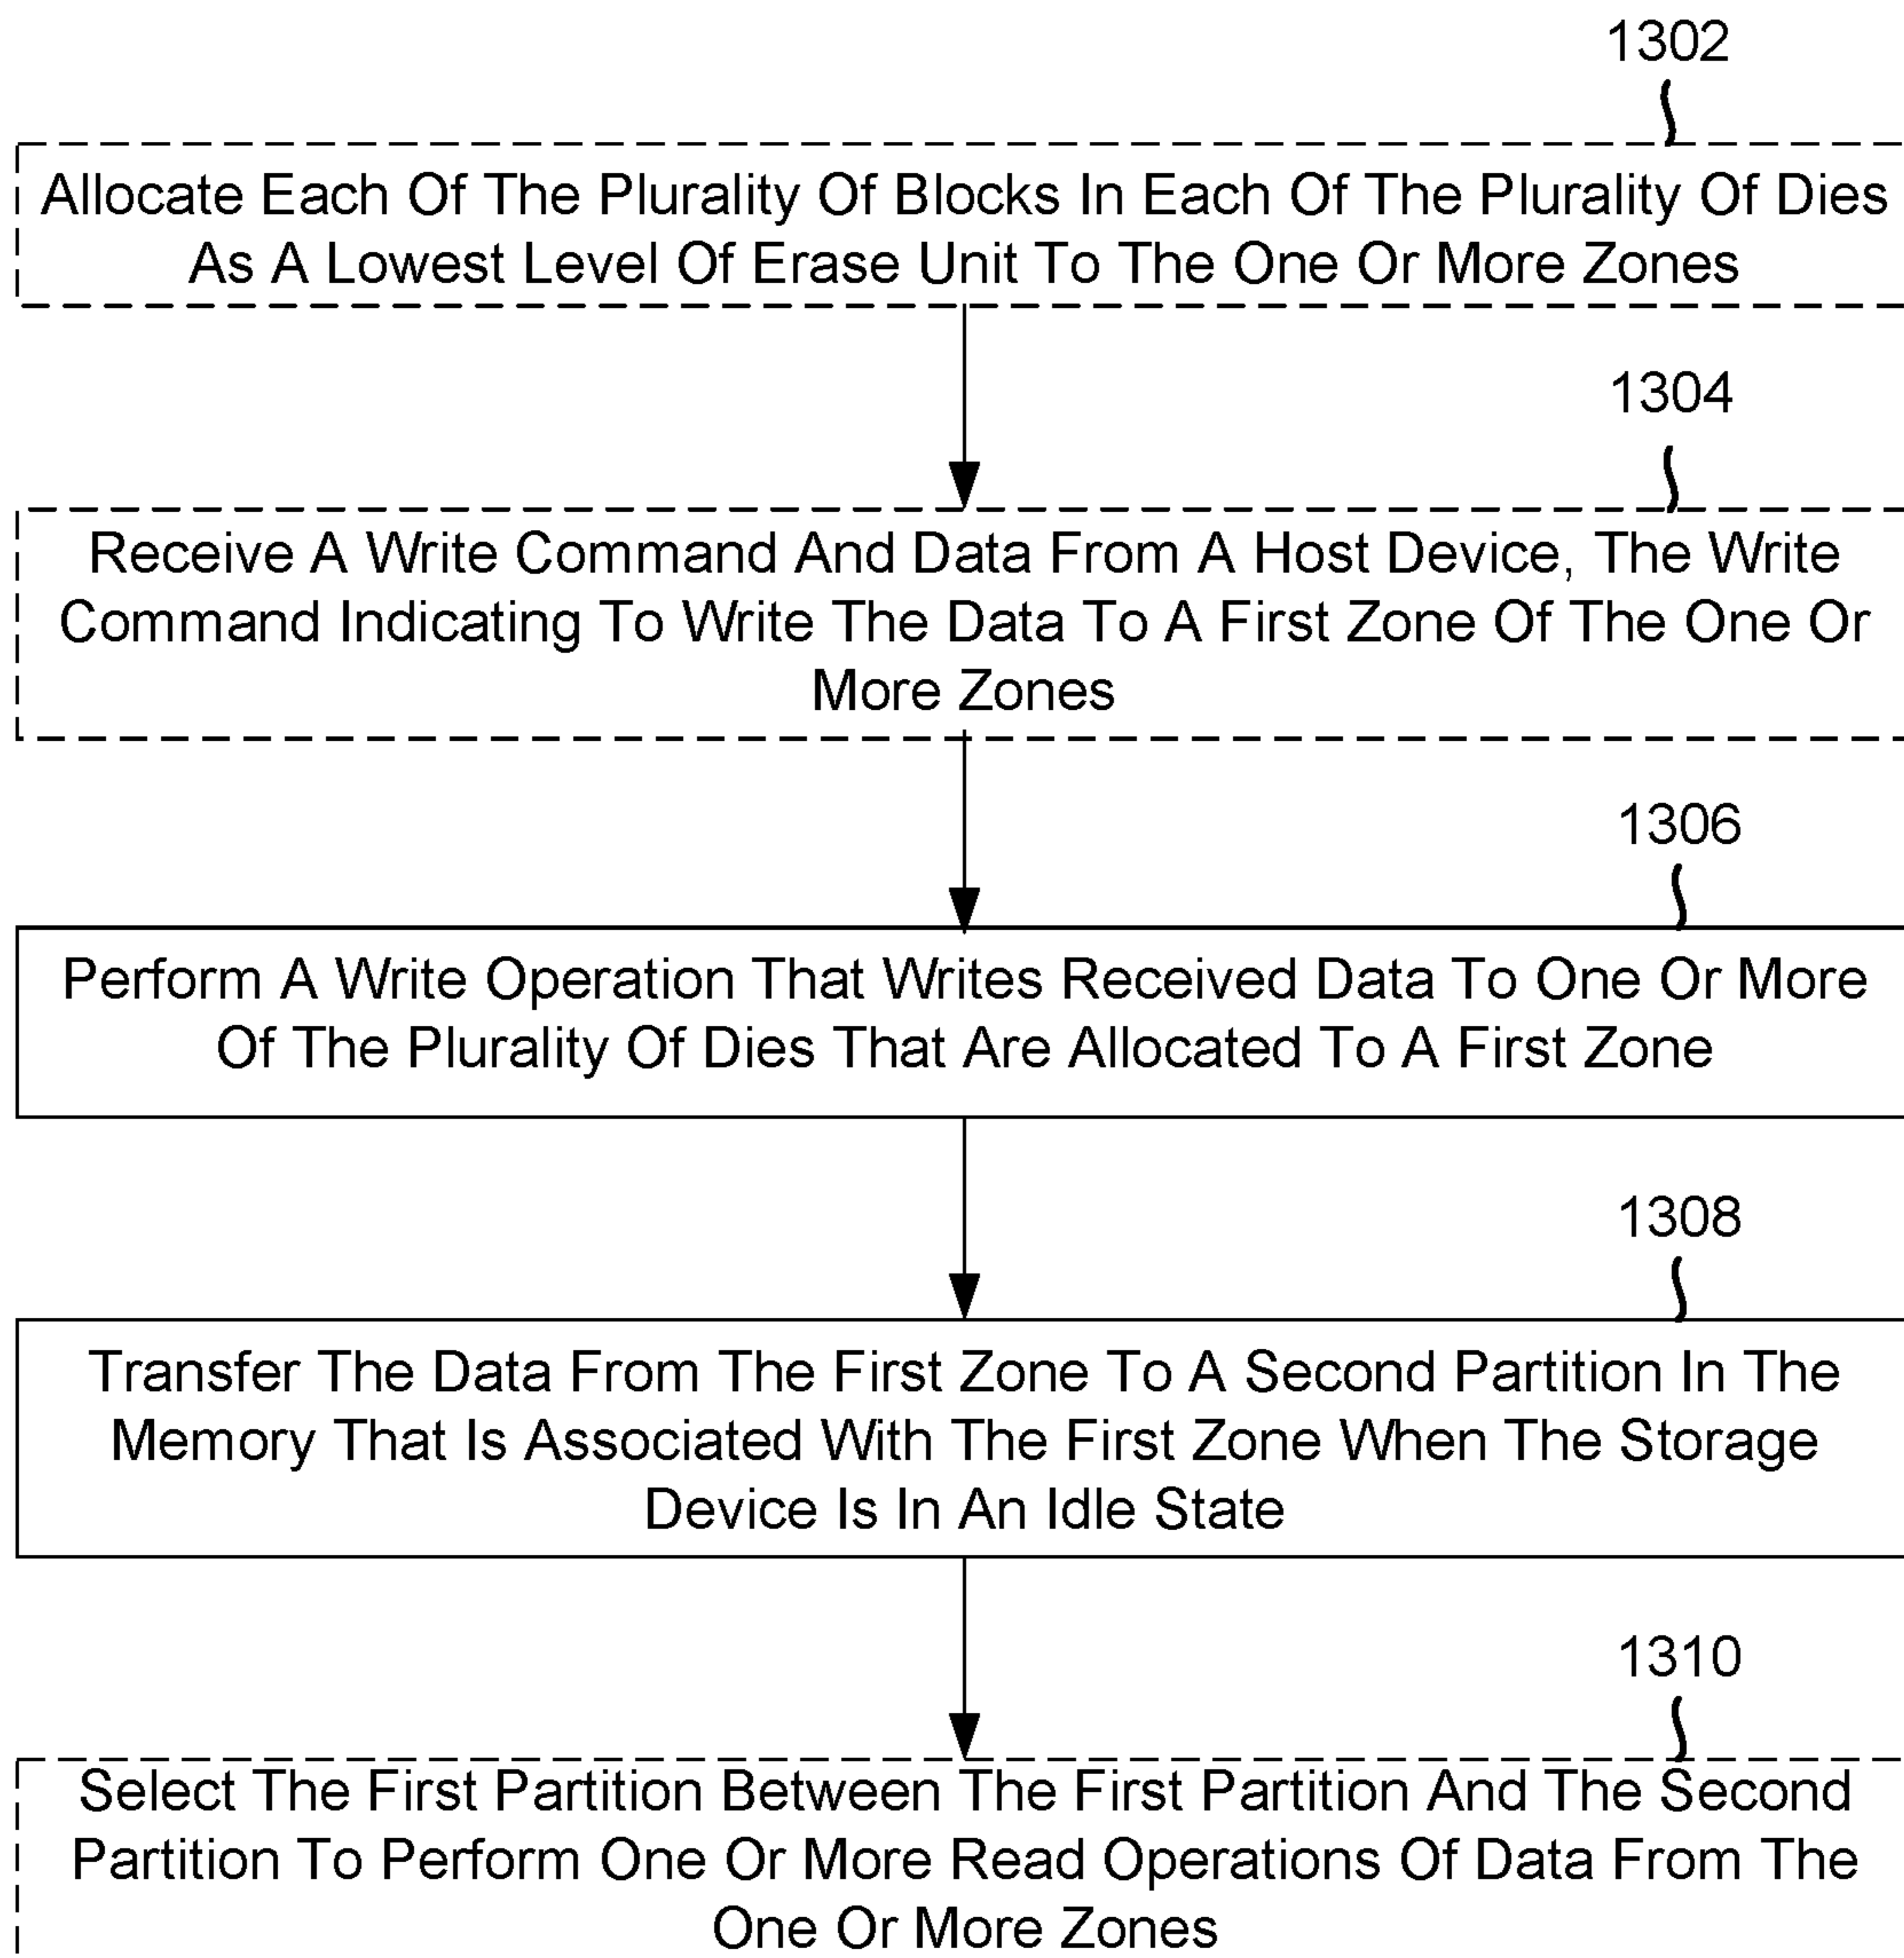 1302
Allocate Each Of The Plurality Of Blocks In Each Of The Plurality Of Dies
As A Lowest Level Of Erase Unit To The One Or More Zones
1304
Receive A Write Command And Data From A Host Device, The Write
Command Indicating To Write The Data To A First Zone Of The One Or
More Zones
1306
Perform A Write Operation That Writes Received Data To One Or More
Of The Plurality Of Dies That Are Allocated To A First Zone
1308
Transfer The Data From The First Zone To A Second Partition In The
Memory That Is Associated With The First Zone When The Storage
Device Is In An Idle State
1310
Select The First Partition Between The First Partition And The Second
Partition To Perform One Or More Read Operations Of Data From The
One Or More Zones